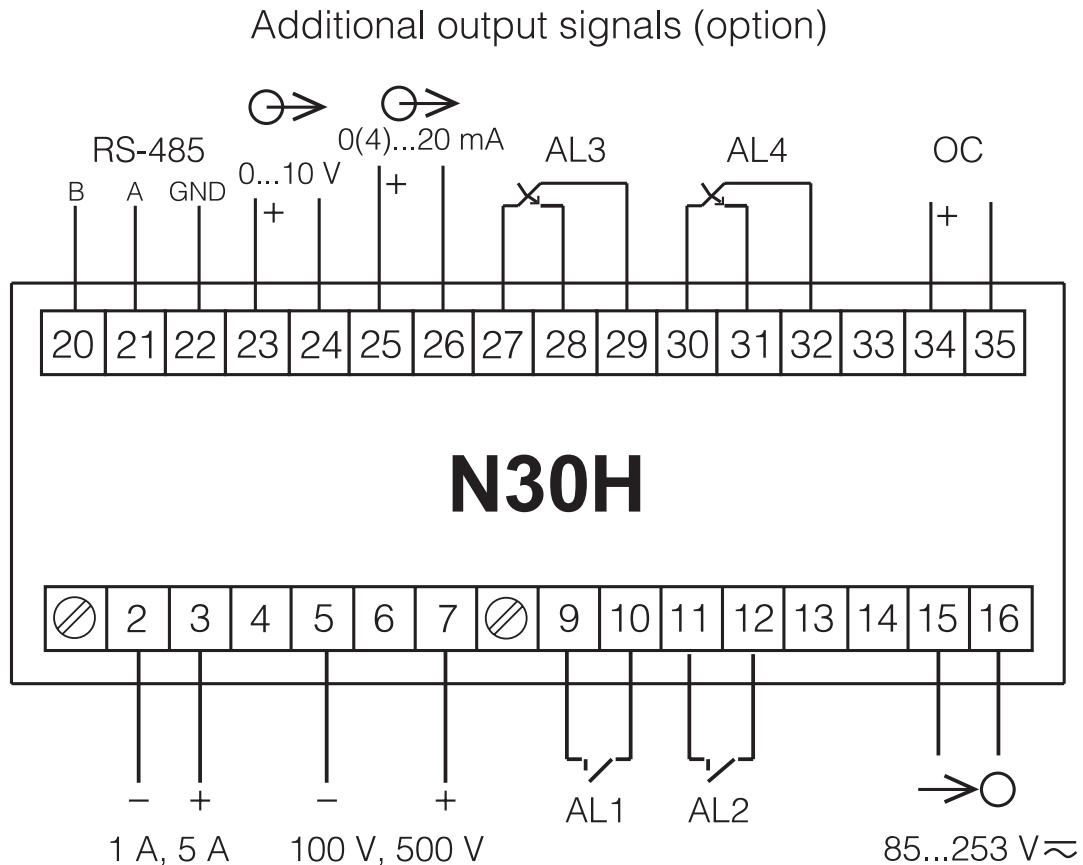 Additional output signals (option)
RS-485
0...10 V
0(4)...20 mA
AL3
AL4
OC
B A GND
+
+
+
20 21 22 23 24 25 26 27 28 29 30 31 32 33 34 35
N30H
2 3 4 5 6 7 9 10 11 12 13 14 15 16
− + − +
1 A, 5 A
100 V, 500 V
AL1
AL2
85...253 V ≂